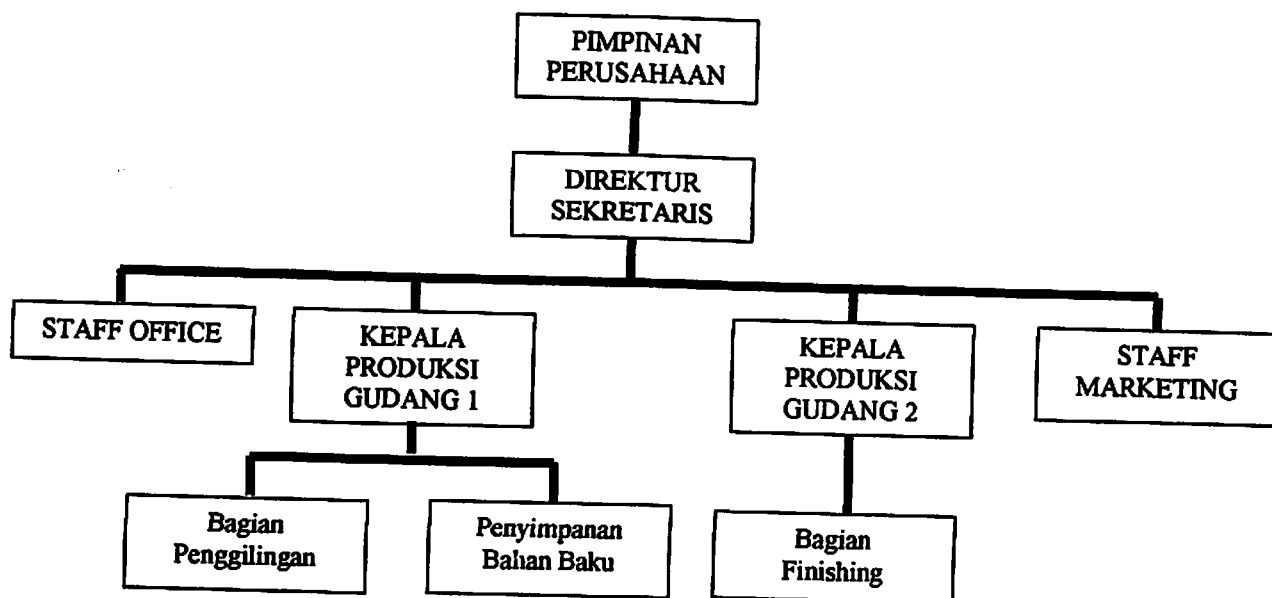 PIMPINAN
PERUSAHAAN
DIREKTUR
SEKRETARIS
STAFF OFFICE
KEPALA
PRODUKSI
GUDANG 1
KEPALA
PRODUKSI
GUDANG 2
STAFF
MARKETING
Bagian
Penggilingan
Penyimpanan
Bahan Baku
Bagian
Finishing